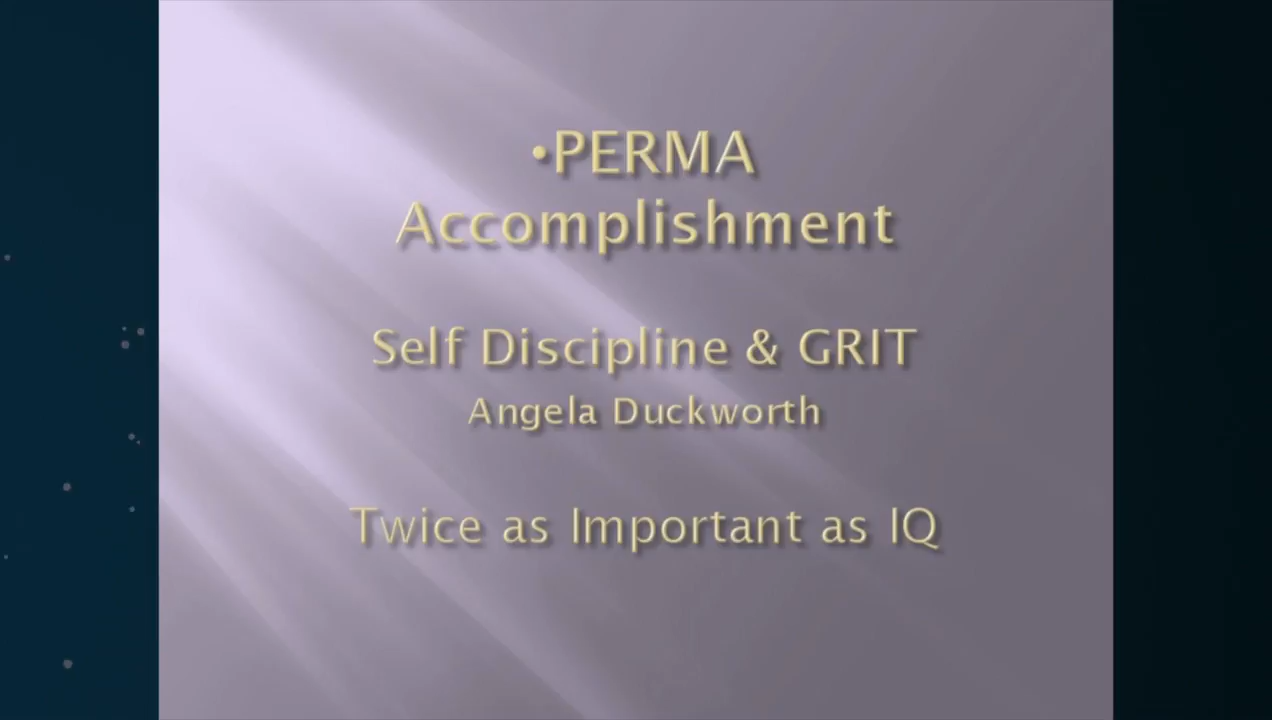 •PERMA
Accomplishment
Self Discipline & GRIT
Angela Duckworth
Twice as Important as IQ